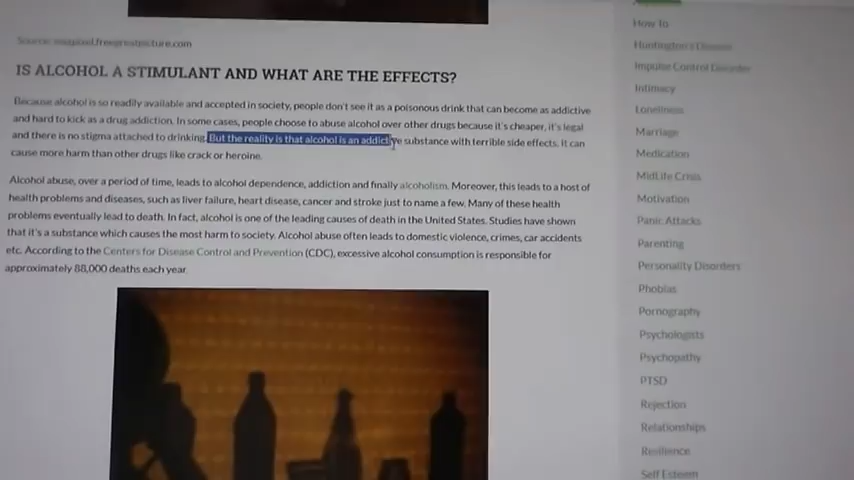 IS ALCOHOL A STIMULANT AND WHAT ARE THE EFFECTS?
Because alcohol is so readily available and accepted in society, people don't see it as a poisonous drink that can become as addictive
and hard to kick as a drug addiction. In some cases, people choose to abuse alcohol over other drugs because it's cheaper, it's legal
and there is no stigma attached to drinking. But the reality is that alcohol is an addictive substance with terrible side effects. It can
cause more harm than other drugs like crack or heroine.
Alcohol abuse, over a period of time, leads to alcohol dependence, addiction and finally alcoholism. Moreover, this leads to a host of
health problems and diseases, such as liver failure, heart disease, cancer and stroke just to name a few. Many of these health
problems eventually lead to death. In fact, alcohol is one of the leading causes of death in the United States. Studies have shown
that it's a substance which causes the most harm to society. Alcohol abuse often leads to domestic violence, crimes, car accidents
etc. According to the Centers for Disease Control and Prevention (CDC), excessive alcohol consumption is responsible for
approximately 88,000 deaths each year.
How To
Huntington's Disease
Impulse Control Disorder
Intimacy
Loneliness
Marriage
Medication
MidLife Crisis
Motivation
Panic Attacks
Parenting
Personality Disorders
Phobias
Pornography
Psychologists
Psychopathy
PTSD
Rejection
Relationships
Resilience
Self Esteem